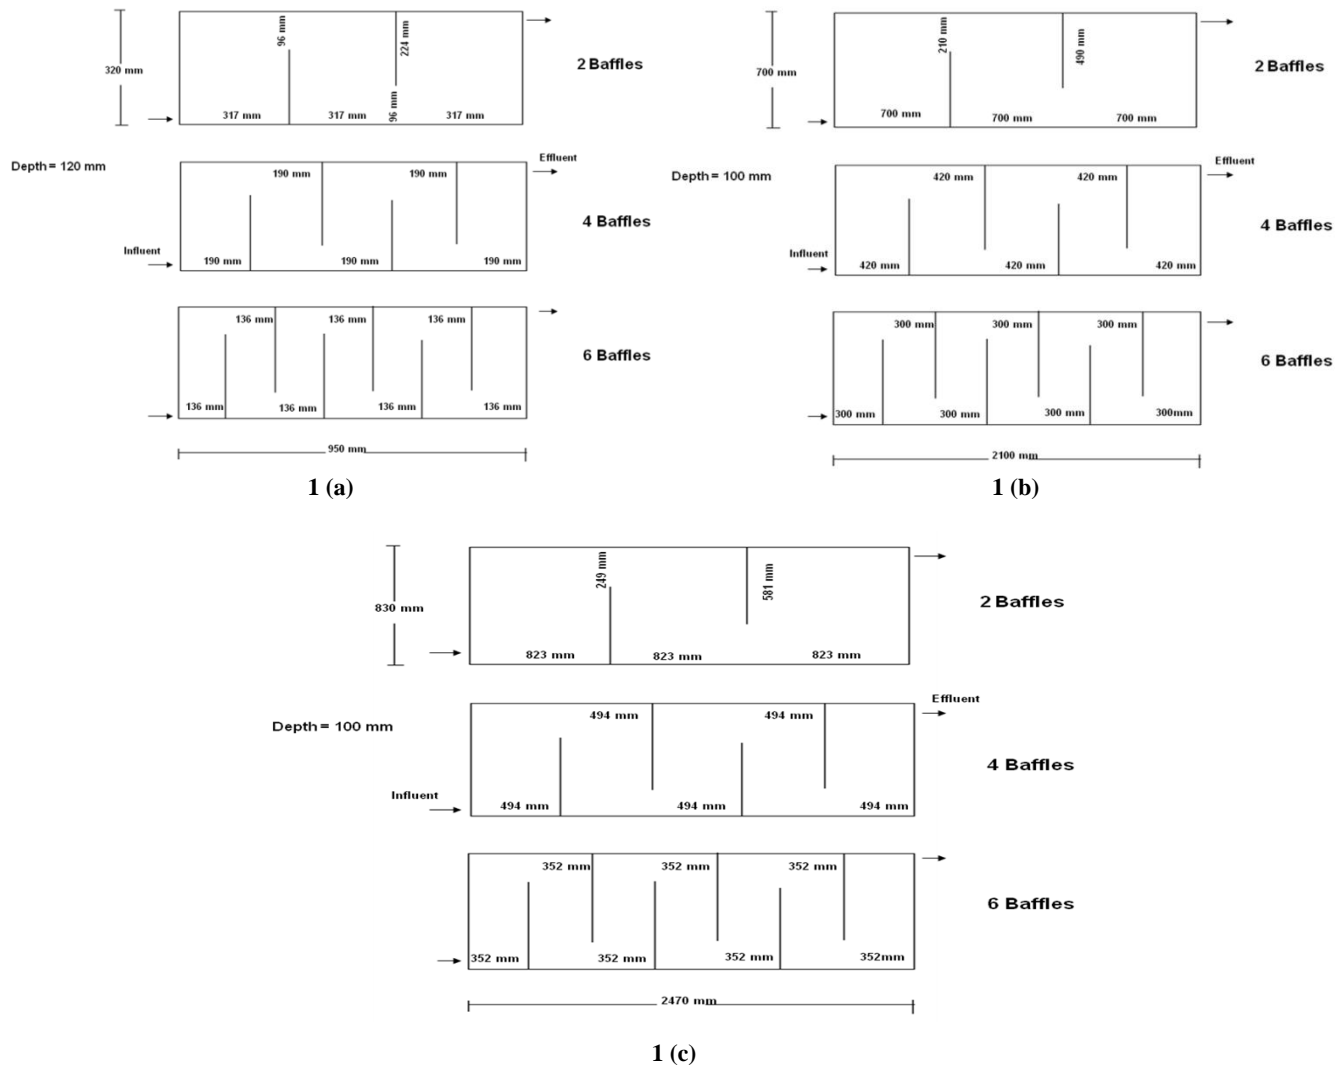 96 mm
224 mm
320 mm
2 Baffles
317 mm
317 mm
96 mm
317 mm
Depth = 120 mm
190 mm
190 mm
Effluent
4 Baffles
Influent
190 mm
190 mm
190 mm
136 mm
136 mm
136 mm
6 Baffles
136 mm
136 mm
136 mm
136 mm
950 mm
1 (a)
210 mm
490 mm
700 mm
2 Baffles
700 mm
700 mm
700 mm
Depth = 100 mm
420 mm
420 mm
Effluent
4 Baffles
Influent
420 mm
420 mm
420 mm
300 mm
300 mm
300 mm
6 Baffles
300 mm
300 mm
300 mm
300mm
2100 mm
1 (b)
249 mm
581 mm
830 mm
2 Baffles
823 mm
823 mm
823 mm
Depth = 100 mm
494 mm
494 mm
Effluent
4 Baffles
Influent
494 mm
494 mm
494 mm
352 mm
352 mm
352 mm
6 Baffles
352 mm
352 mm
352 mm
352mm
2470 mm
1 (c)